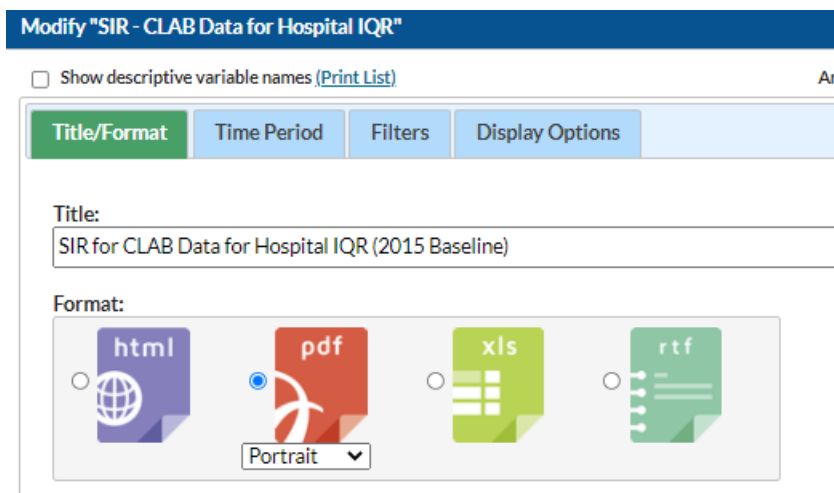 Modify "SIR - CLAB Data for Hospital IQR"
Show descriptive variable names (Print List)
Title/Format Time Period Filters Display Options
Title:
SIR for CLAB Data for Hospital IQR (2015 Baseline)
Format:
html pdf xls rtf
Portrait